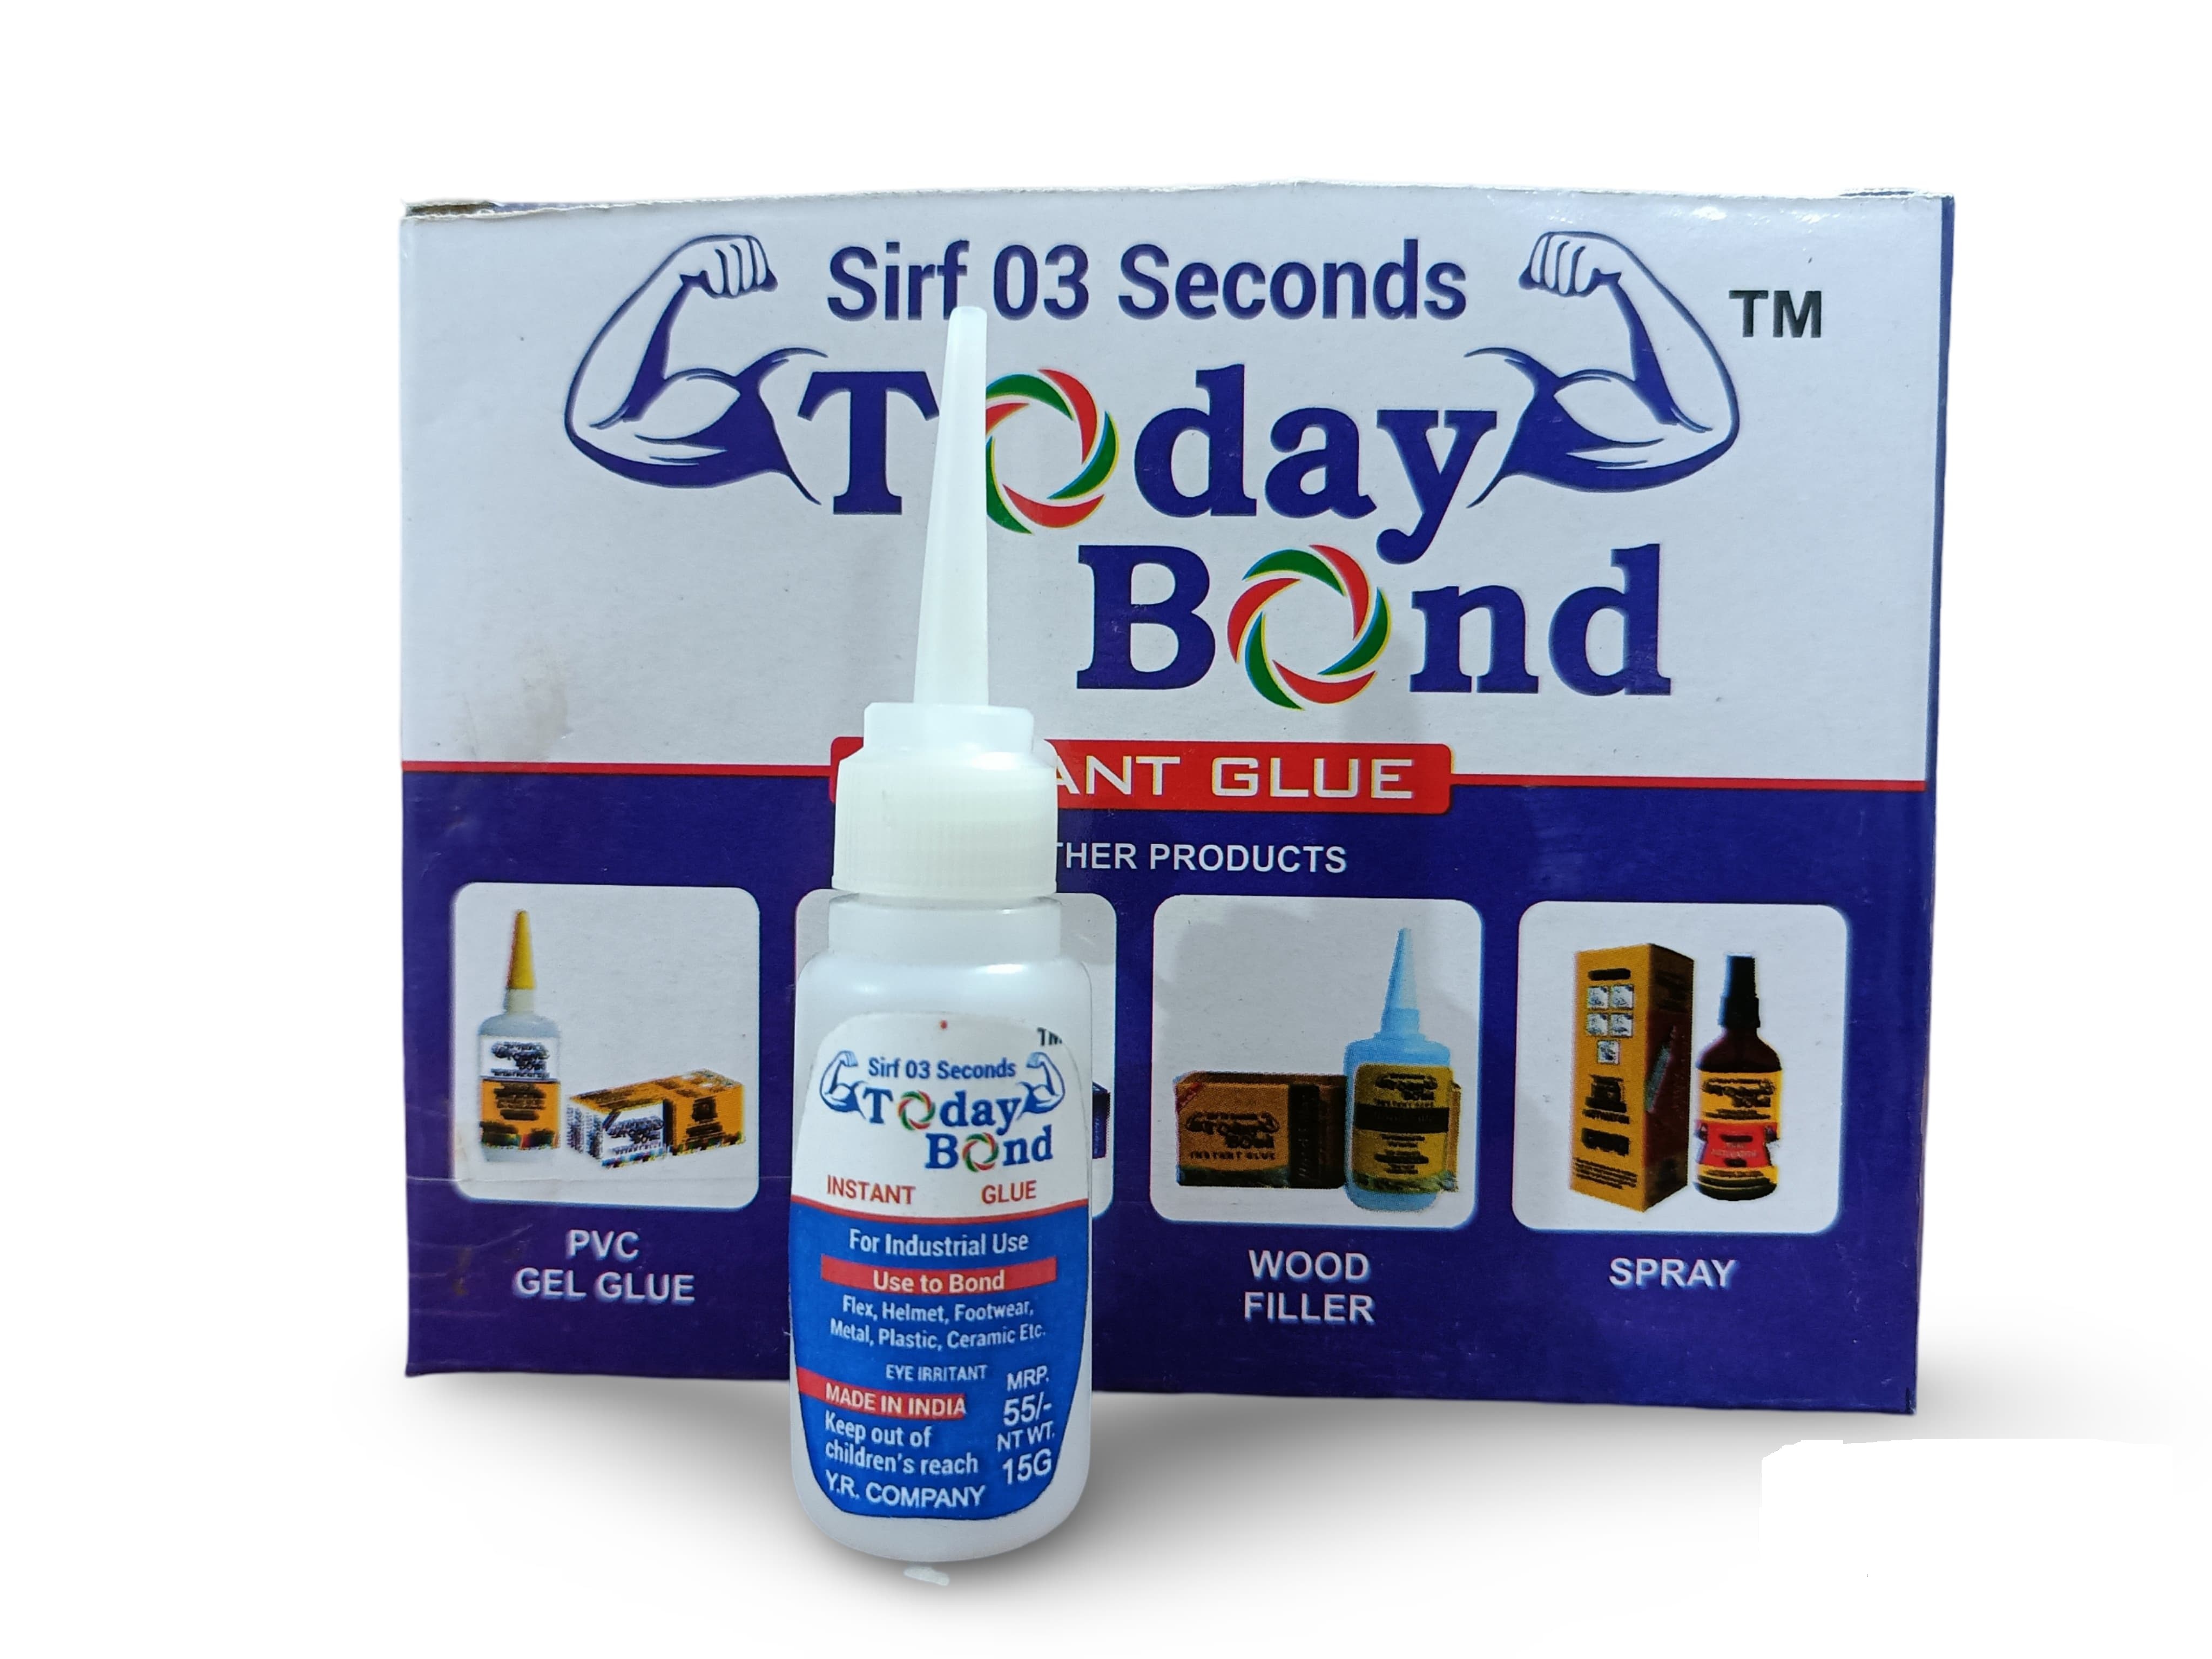 Sirf 03 Seconds
TM
Today
Bond
ANT GLUE
THER PRODUCTS
PVC
GEL GLUE
WOOD
FILLER
SPRAY
TM
Sirf 03 Seconds
Today
Bond
INSTANT GLUE
For Industrial Use
Use to Bond
Flex, Helmet, Footwear,
Metal, Plastic, Ceramic Etc.
EYE IRRITANT
MADE IN INDIA
Keep out of
children's reach
Y.R. COMPANY
MRP.
55/-
NT WT.
15G